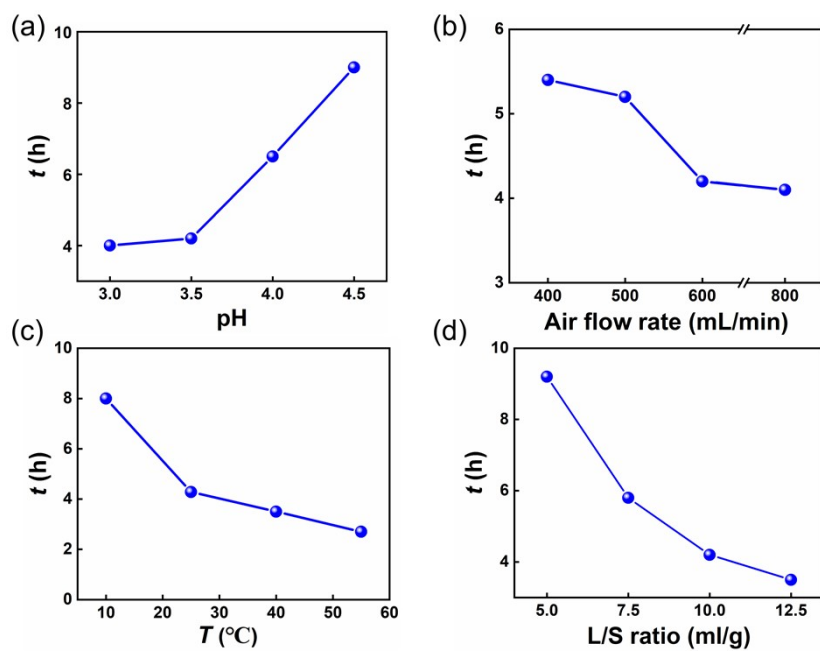 (a)
10
8
6
4
t (h)
3.0 3.5 4.0 4.5
pH
(b)
6
5
4
3
t (h)
400 500 600 800
Air flow rate (mL/min)
(c)
10
8
6
4
2
0
t (h)
10 20 30 40 50 60
T (°C)
(d)
10
8
6
4
t (h)
5.0 7.5 10.0 12.5
L/S ratio (ml/g)